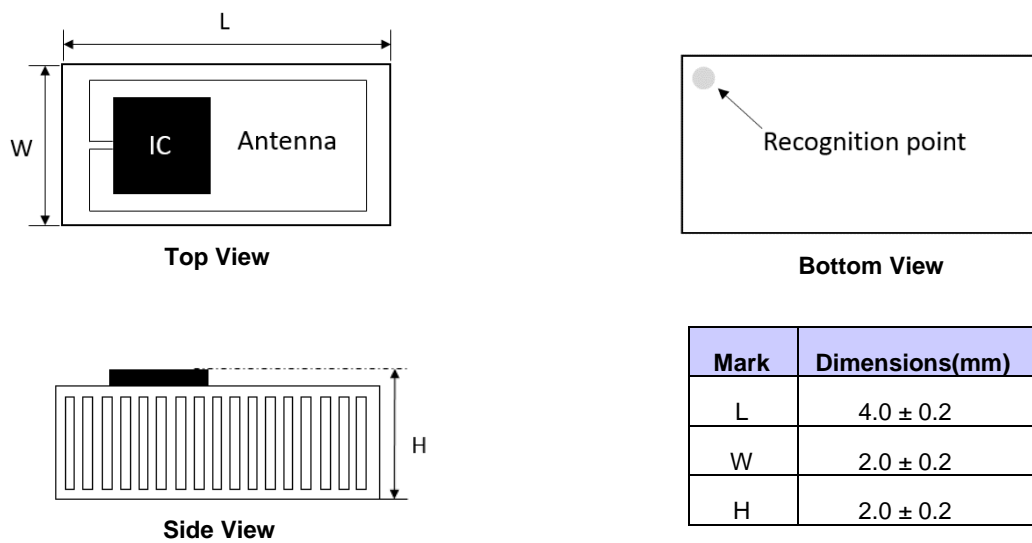 L
W
IC
Antenna
Top View
Recognition point
Bottom View
H
Side View
Mark Dimensions(mm)
L 4.0 ± 0.2
W 2.0 ± 0.2
H 2.0 ± 0.2